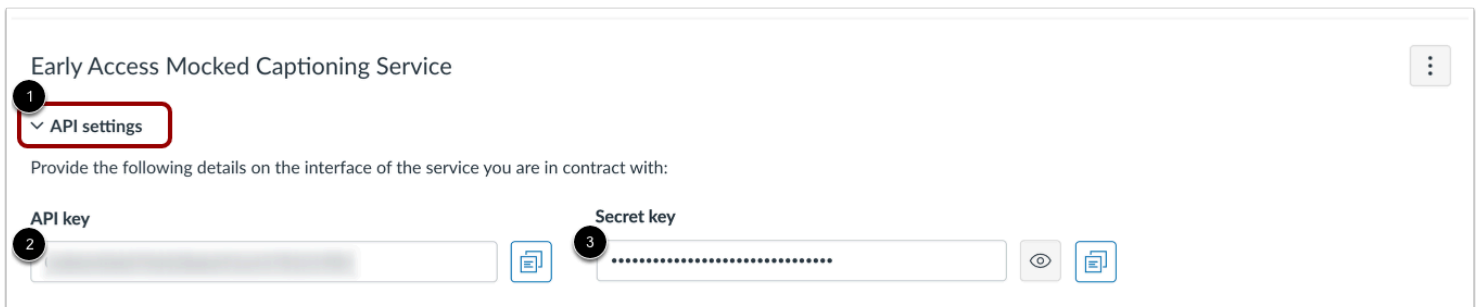 Early Access Mocked Captioning Service
1
API settings
Provide the following details on the interface of the service you are in contract with:
API key
Secret key
2
3
••••••••••••••••••••••••••••••••